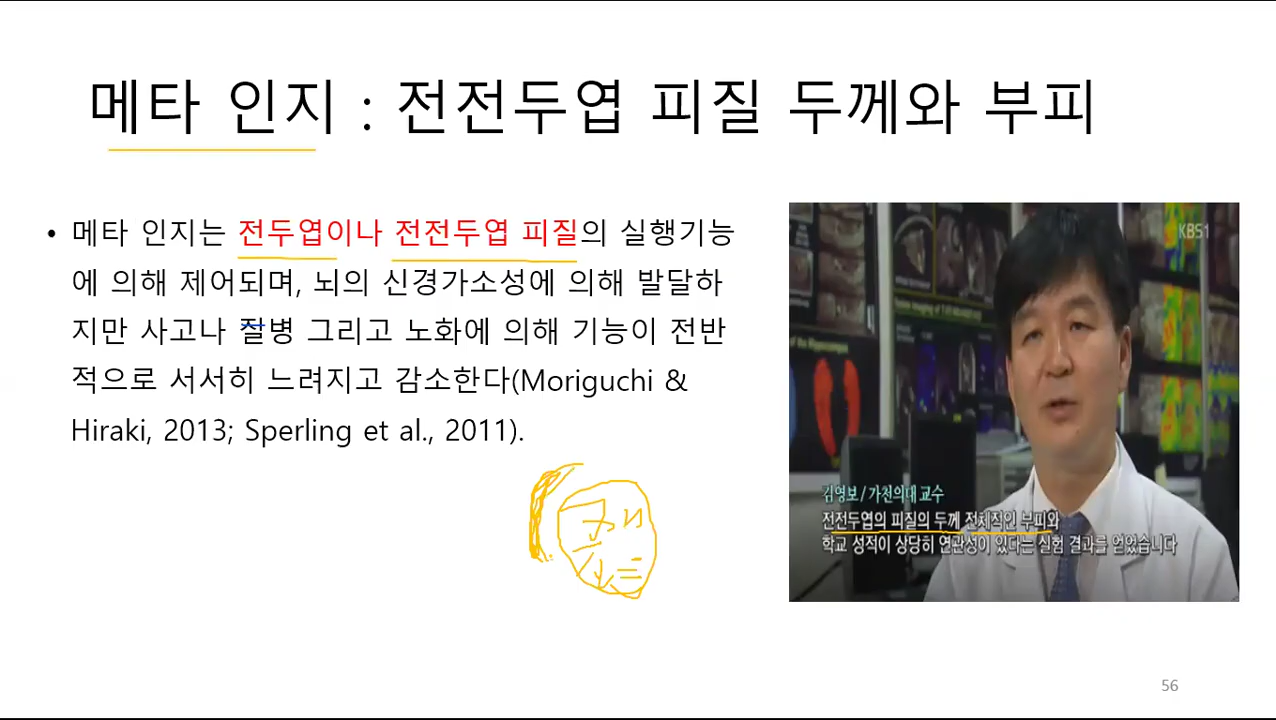 메타 인지 : 전전두엽 피질 두께와 부피
• 메타 인지는 전두엽이나 전전두엽 피질의 실행기능
에 의해 제어되며, 뇌의 신경가소성에 의해 발달하
지만 사고나 질병 그리고 노화에 의해 기능이 전반
적으로 서서히 느려지고 감소한다(Moriguchi &
Hiraki, 2013; Sperling et al., 2011).
KBS1
of the Hippocampus
김영보 / 가천의대 교수
전전두엽의 피질의 두께 전체적인 부피와
학교 성적이 상당히 연관성이 있다는 실험 결과를 얻었습니다
56